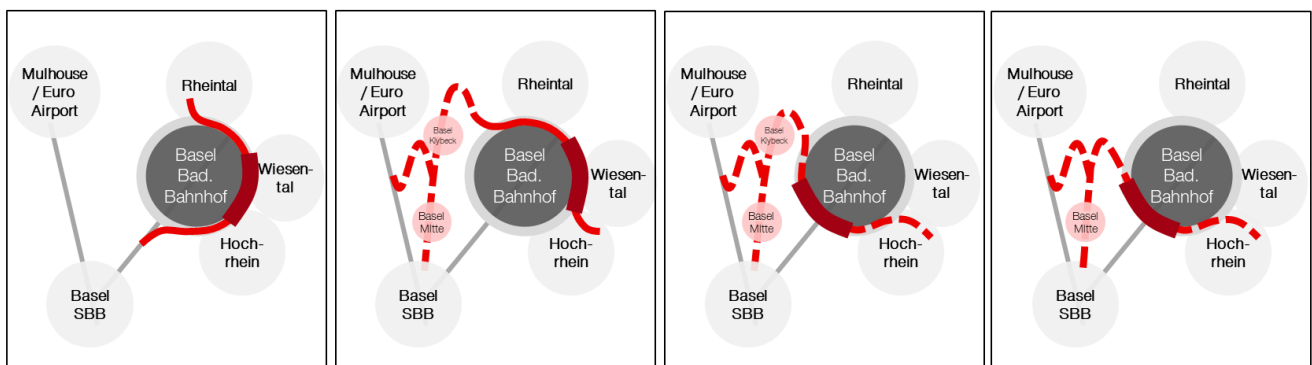 Mulhouse
/ Euro
Airport
Rheintal
Basel
Bad.
Bahnhof
Wiesen-
tal
Hoch-
rhein
Basel
SBB
Mulhouse
/ Euro
Airport
Rheintal
Basel
Klybeck
Basel
Bad.
Bahnhof
Wiesen-
tal
Basel
Mitte
Hoch-
rhein
Basel
SBB
Mulhouse
/ Euro
Airport
Rheintal
Basel
Klybeck
Basel
Bad.
Bahnhof
Wiesen-
tal
Basel
Mitte
Hoch-
rhein
Basel
SBB
Mulhouse
/ Euro
Airport
Rheintal
Basel
Bad.
Bahnhof
Wiesen-
tal
Basel
Mitte
Hoch-
rhein
Basel
SBB